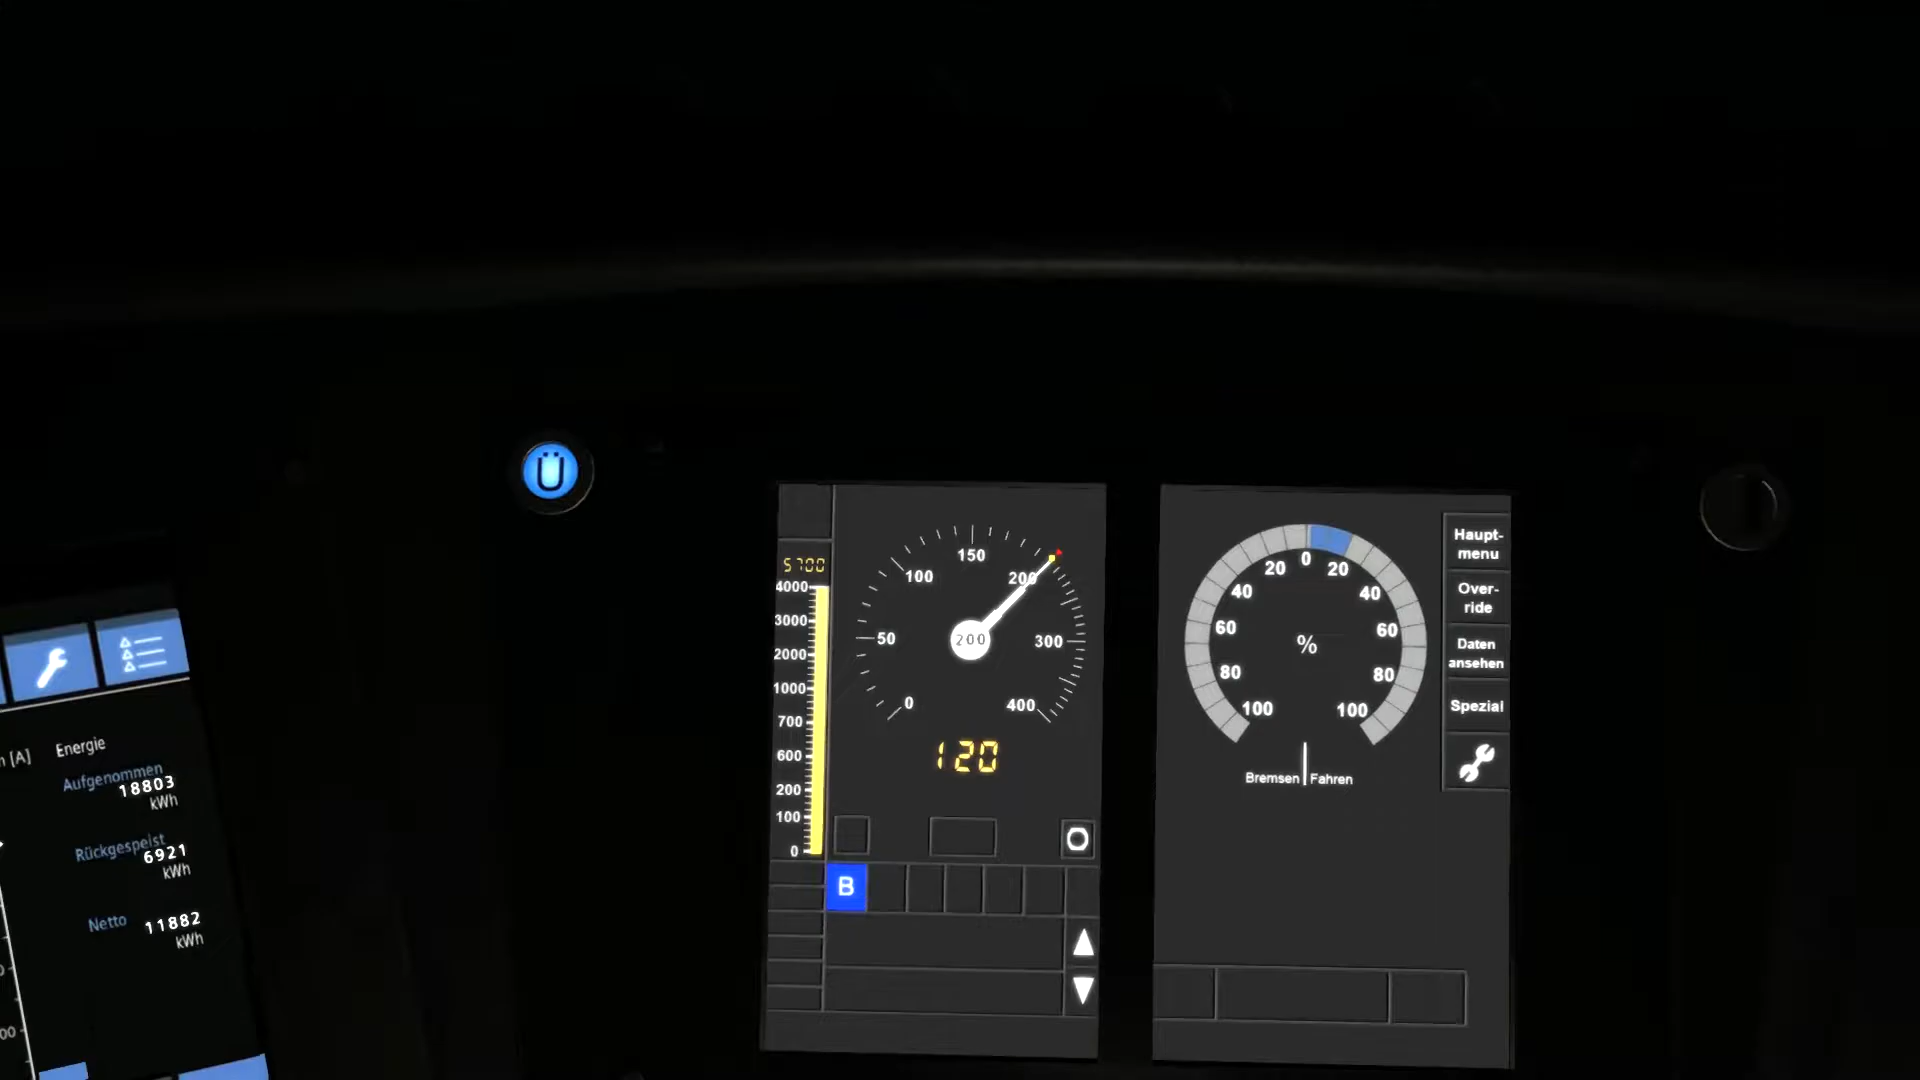 Ü
n [A] Energie
Aufgenommen
18803
kWh
Rückgespeist
6921
kWh
Netto
11882
kWh
00
5700
4000
3000
2000
1000
700
600
200
100
0
0
50
100
150
200
300
400
200
120
B
100
80
60
40
20
0
20
40
60
80
100
%
Bremsen Fahren
Haupt-
menu
Over-
ride
Daten
ansehen
Spezial